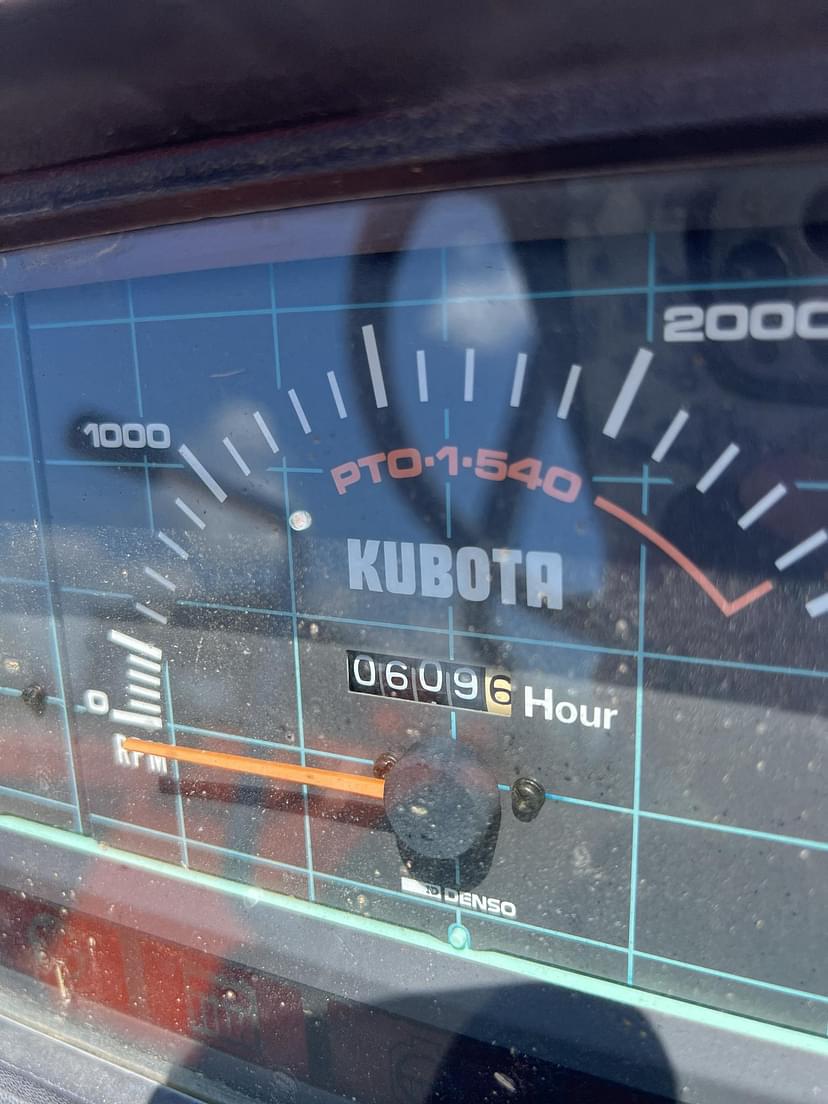 2000
1000
PTO·1·540
KUBOTA
06096 Hour
0
RPM
DENSO